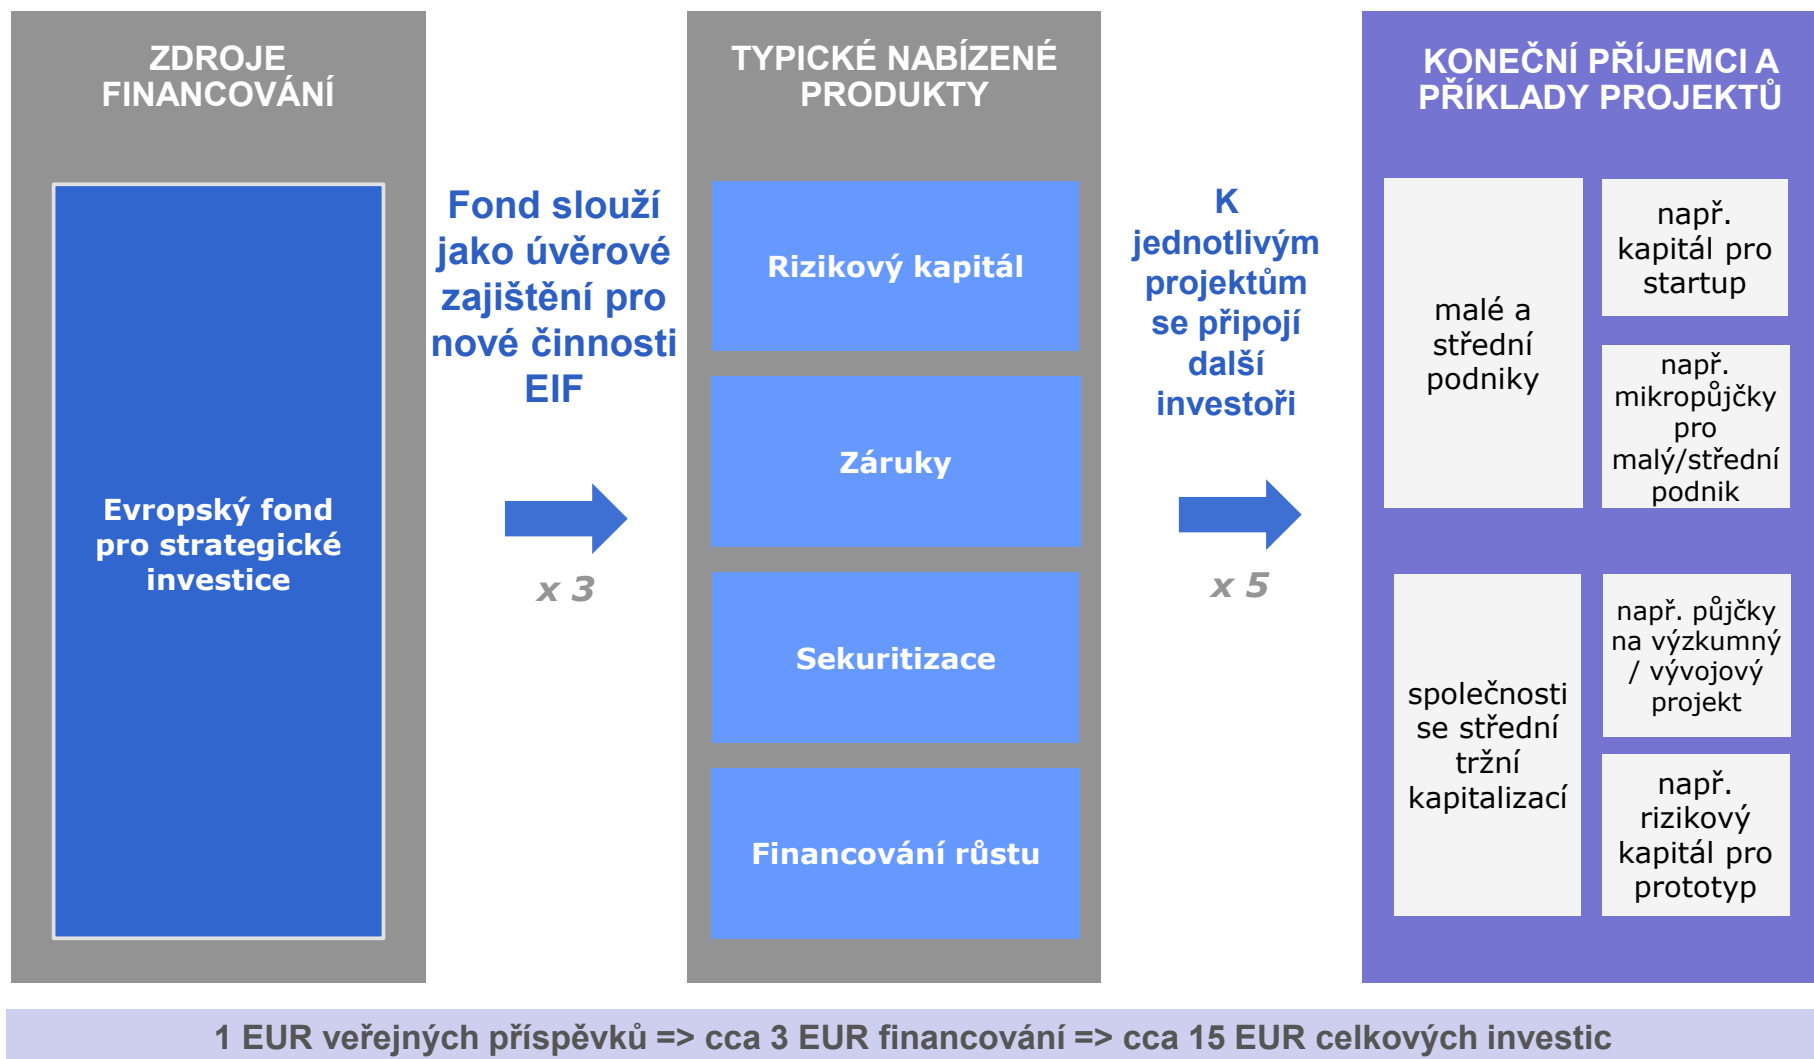 ZDROJE
FINANCOVÁNÍ
Evropský fond
pro strategické
investice
Fond slouží
jako úvěrové
zajištění pro
nové činnosti
EIF
x 3
TYPICKÉ NABÍZENÉ
PRODUKTY
Rizikový kapitál
Záruky
Sekuritizace
Financování růstu
K
jednotlivým
projektům
se připojí
další
investoři
x 5
KONEČNÍ PŘÍJEMCI A
PŘÍKLADY PROJEKTŮ
malé a
střední
podniky
např.
kapitál pro
startup
např.
mikropůjčky
pro
malý/střední
podnik
společnosti
se střední
tržní
kapitalizací
např. půjčky
na výzkumný
/ vývojový
projekt
např.
rizikový
kapitál pro
prototyp
1 EUR veřejných příspěvků => cca 3 EUR financování => cca 15 EUR celkových investic